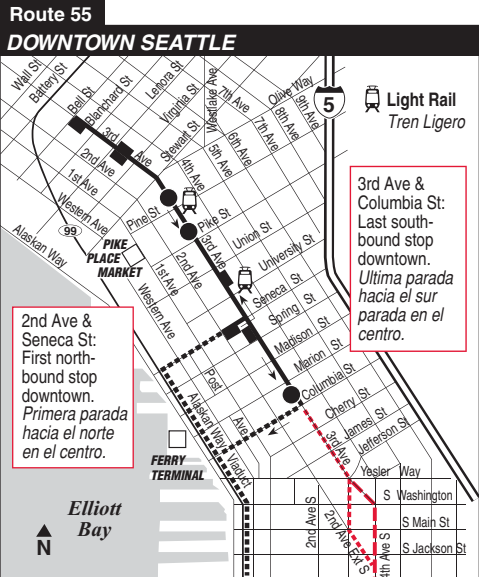 Route 55
DOWNTOWN SEATTLE
Wall St
Battery St
Bell St
Blanchard St
Lenora St
Virginia St
Stewart St
Westlake Ave
7th Ave
Olive Way
9th Ave
8th Ave
7th Ave
6th Ave
5th Ave
4th Ave
3rd Ave
2nd Ave
1st Ave
Western Ave
Alaskan Way
99
5
Light Rail
Tren Ligero
Pine St
Pike St
PIKE
PLACE
MARKET
3rd Ave
2nd Ave
1st Ave
Western Ave
Union St
University St
Seneca St
Spring St
Madison St
Marion St
Columbia St
Cherry St
James St
Jefferson St
Yesler Way
S Washington
S Main St
S Jackson St
3rd Ave &
Columbia St:
Last south-
bound stop
downtown.
Ultima parada
hacia el sur
parada en el
centro.
2nd Ave &
Seneca St:
First north-
bound stop
downtown.
Primera parada
hacia el norte
en el centro.
Post Ave
Alaskan Way Viaduct
3rd Ave
FERRY
TERMINAL
2nd Ave S
2nd Ave Ext S
4th Ave S
Elliott
Bay
N